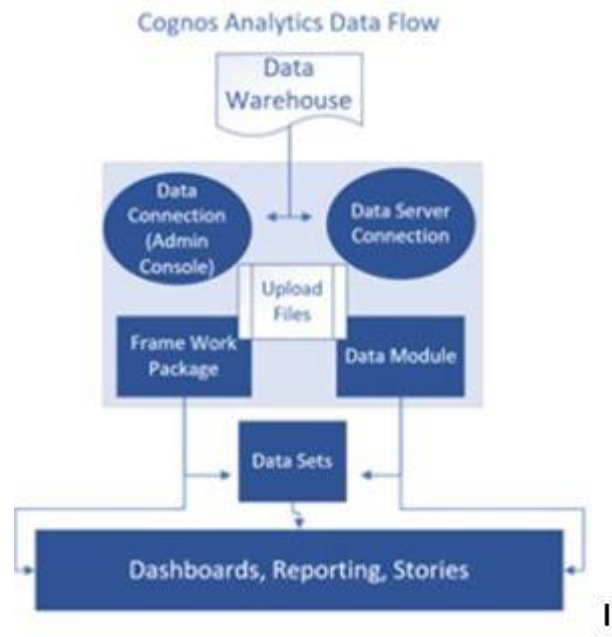 Cognos Analytics Data Flow
Data
Warehouse
Data
Connection
(Admin
Console)
Data Server
Connection
Upload
Files
Frame Work
Package
Data Module
Data Sets
Dashboards, Reporting, Stories
I